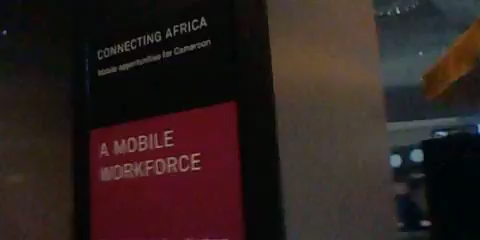 CONNECTING AFRICA
Mobile opportunities for Cameroon
A MOBILE
WORKFORCE